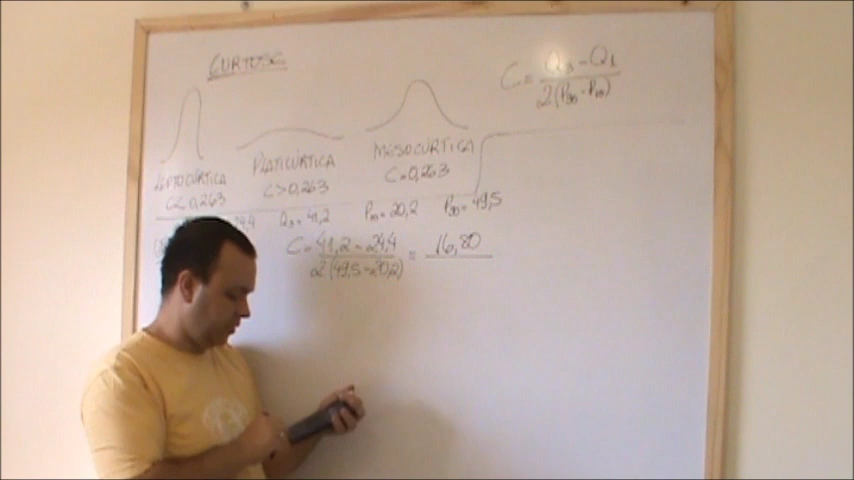 CURTOSE
C = Q3 - Q1
2(P90 - P10)
LEPTOCÚRTICA
C < 0,263
PLATICÚRTICA
C > 0,263
MESOCÚRTICA
C = 0,263
Q3 = 41,2 P10 = 20,2 P90 = 49,5
C = 41,2 - 24,4 = 16,80
2(49,5 - 20,2)